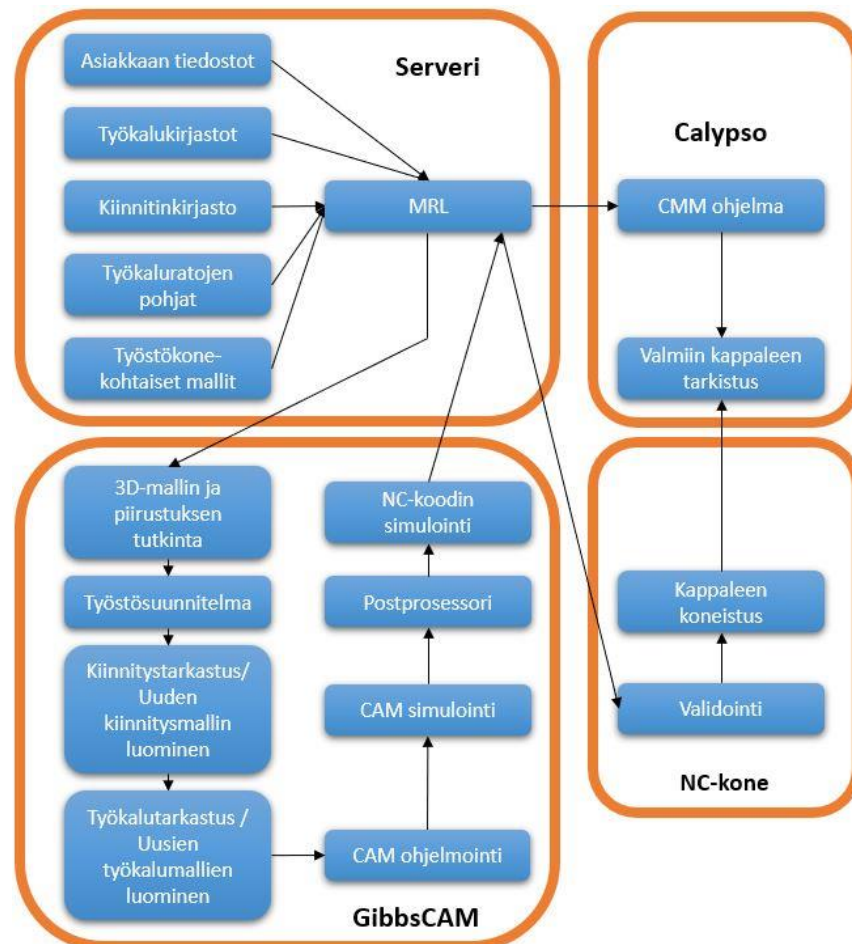 Serveri
Asiakkaan tiedostot
Työkalukirjastot
Kiinnitinkirjasto
Työkaluratojen
pohjat
Työstökone-
kohtaiset mallit
MRL
Calypso
CMM ohjelma
Valmiin kappaleen
tarkistus
3D-mallin ja
piirustuksen
tutkinta
Työstösuunnitelma
Kiinnitystarkastus/
Uuden
kiinnitysmallin
luominen
Työkalutarkastus /
Uusien
työkalumallien
luominen
NC-koodin
simulointi
Postprosessori
CAM simulointi
CAM ohjelmointi
GibbsCAM
Kappaleen
koneistus
Validointi
NC-kone